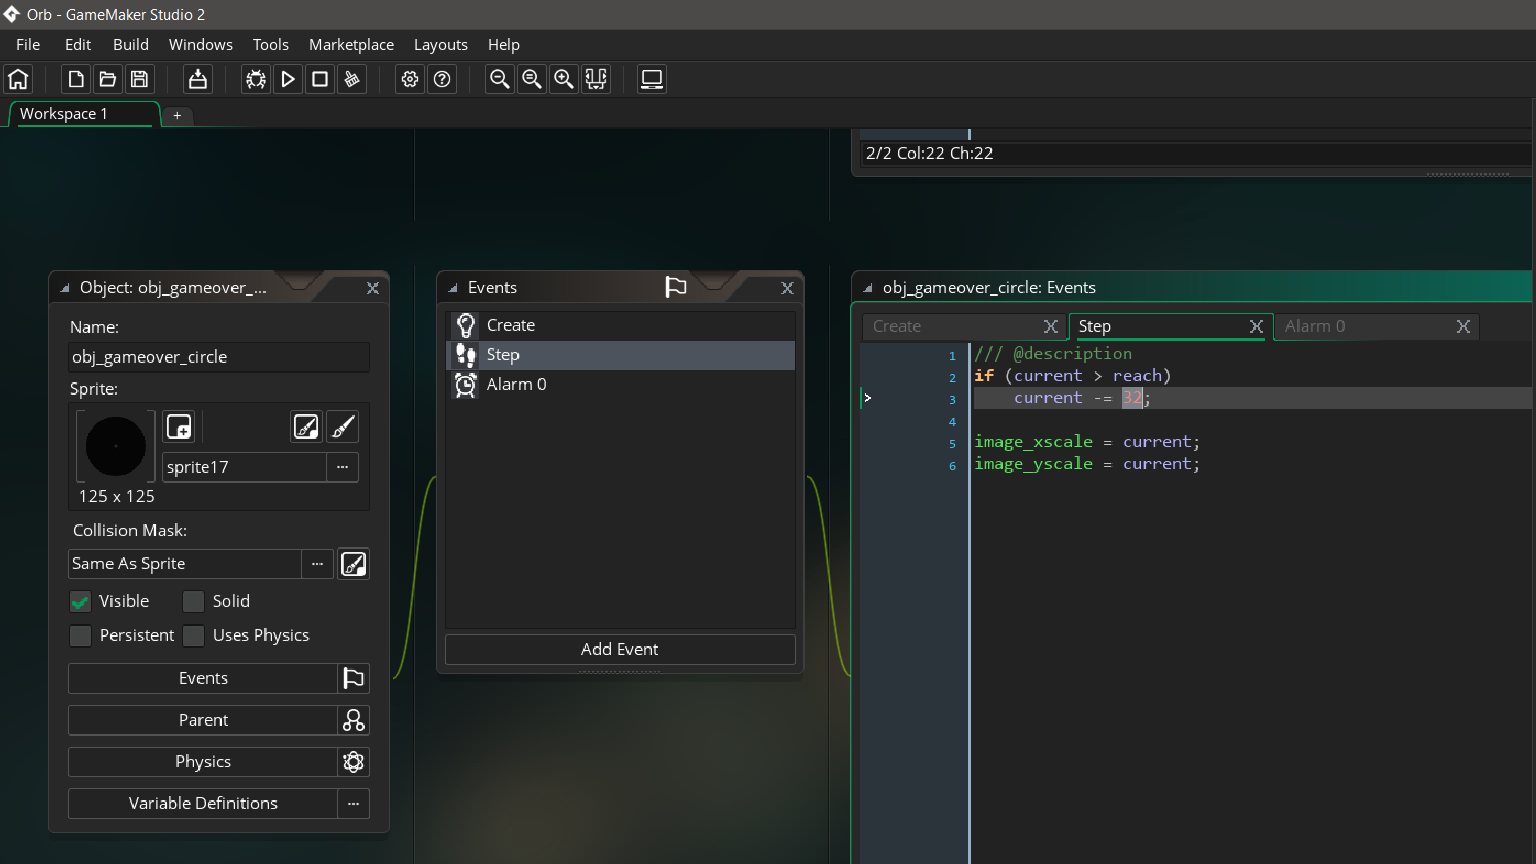 Orb - GameMaker Studio 2
File Edit Build Windows Tools Marketplace Layouts Help
Workspace 1 +
2/2 Col:22 Ch:22
Object: obj_gameover_...
Name:
obj_gameover_circle
Sprite:
sprite17
...
125 x 125
Collision Mask:
Same As Sprite
...
Visible
Solid
Persistent
Uses Physics
Events
Parent
Physics
Variable Definitions
...
Events
Create
Step
Alarm 0
Add Event
obj_gameover_circle: Events
Create Step Alarm 0
1 /// @description
2 if (current > reach)
3 current -= 32;
4
5 image_xscale = current;
6 image_yscale = current;